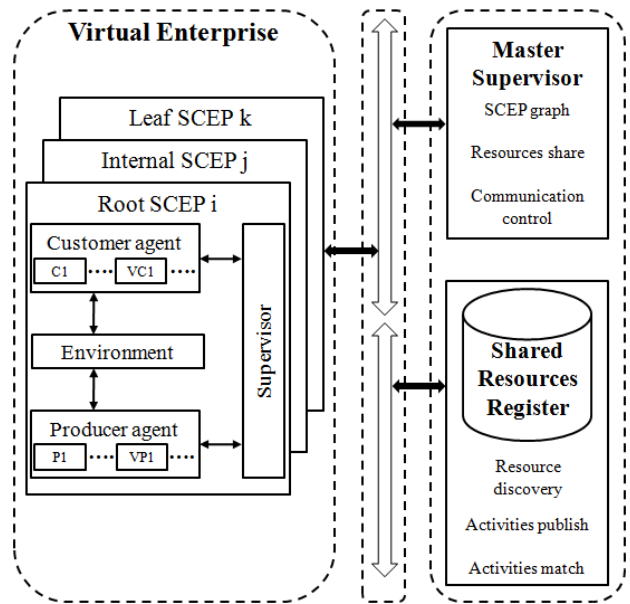 Virtual Enterprise
Leaf SCEP k
Internal SCEP j
Root SCEP i
Customer agent
C1 .... VC1 ....
Environment
Producer agent
P1 .... VP1 ....
Supervisor
Master
Supervisor
SCEP graph
Resources share
Communication
control
Shared
Resources
Register
Resource
discovery
Activities publish
Activities match